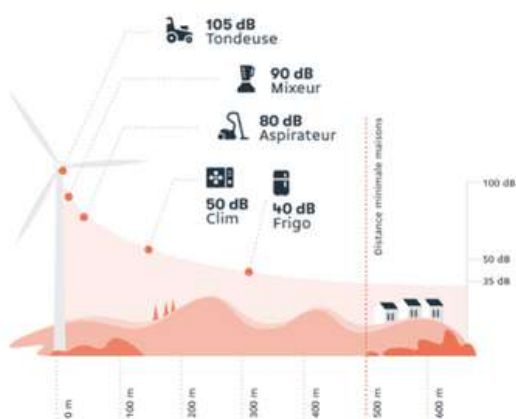 105 dB
Tondeuse
90 dB
Mixeur
80 dB
Aspirateur
50 dB
Clim
40 dB
Frigo
Distance minimale maisons
100 dB
50 dB
35 dB
0 m
100 m
200 m
300 m
400 m
500 m
600 m